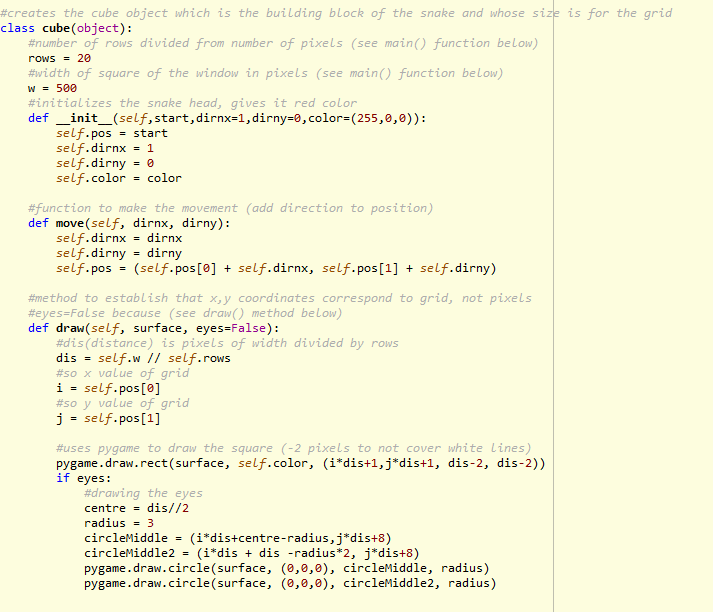 #creates the cube object which is the building block of the snake and whose size is for the grid
class cube(object):
    #number of rows divided from number of pixels (see main() function below)
    rows = 20
    #width of square of the window in pixels (see main() function below)
    w = 500
    #initializes the snake head, gives it red color
    def __init__(self,start,dirnx=1,dirny=0,color=(255,0,0)):
        self.pos = start
        self.dirnx = 1
        self.dirny = 0
        self.color = color

    #function to make the movement (add direction to position)
    def move(self, dirnx, dirny):
        self.dirnx = dirnx
        self.dirny = dirny
        self.pos = (self.pos[0] + self.dirnx, self.pos[1] + self.dirny)

    #method to establish that x,y coordinates correspond to grid, not pixels
    #eyes=False because (see draw() method below)
    def draw(self, surface, eyes=False):
        #dis(distance) is pixels of width divided by rows
        dis = self.w // self.rows
        #so x value of grid
        i = self.pos[0]
        #so y value of grid
        j = self.pos[1]

        #uses pygame to draw the square (-2 pixels to not cover white lines)
        pygame.draw.rect(surface, self.color, (i*dis+1,j*dis+1, dis-2, dis-2))
        if eyes:
            #drawing the eyes
            centre = dis//2
            radius = 3
            circleMiddle = (i*dis+centre-radius,j*dis+8)
            circleMiddle2 = (i*dis + dis -radius*2, j*dis+8)
            pygame.draw.circle(surface, (0,0,0), circleMiddle, radius)
            pygame.draw.circle(surface, (0,0,0), circleMiddle2, radius)